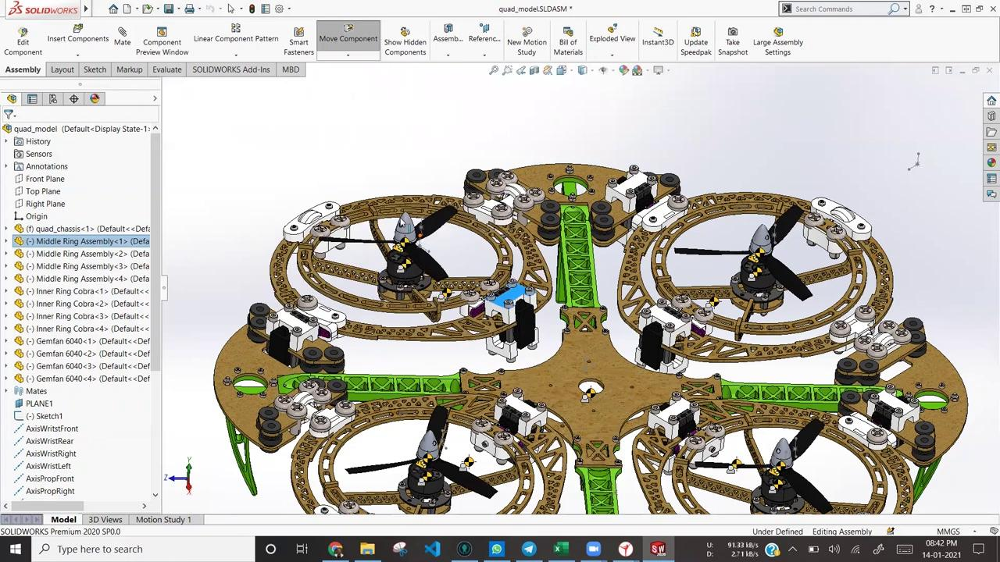 SOLIDWORKS
quad_model.SLDASM *
Search Commands
Edit Component
Insert Components
Mate
Component Preview Window
Linear Component Pattern
Smart Fasteners
Move Component
Show Hidden Components
Assemb...
Referenc...
New Motion Study
Bill of Materials
Exploded View
Instant3D
Update Speedpak
Take Snapshot
Large Assembly Settings
Assembly Layout Sketch Markup Evaluate SOLIDWORKS Add-Ins MBD
quad_model (Default<Display State-1>
History
Sensors
Annotations
Front Plane
Top Plane
Right Plane
Origin
(f) quad_chassis<1> (Default<<Def
(-) Middle Ring Assembly<1> (Defa
(-) Middle Ring Assembly<2> (Defa
(-) Middle Ring Assembly<3> (Defa
(-) Middle Ring Assembly<4> (Defa
(-) Inner Ring Cobra<1> (Default<<
(-) Inner Ring Cobra<2> (Default<<
(-) Inner Ring Cobra<3> (Default<<
(-) Inner Ring Cobra<4> (Default<<
(-) Gemfan 6040<1> (Default<<Def
(-) Gemfan 6040<2> (Default<<Def
(-) Gemfan 6040<3> (Default<<Def
(-) Gemfan 6040<4> (Default<<Def
Mates
PLANE1
(-) Sketch1
AxisWritstFront
AxisWristRear
AxisWristRight
AxisWristLeft
AxisPropFront
AxisPropRight
Z
Model 3D Views Motion Study 1
SOLIDWORKS Premium 2020 SP0.0
Under Defined Editing Assembly MMGS
Type here to search
U: 91.33 kB/s
D: 2.71 kB/s
08:42 PM
14-01-2021